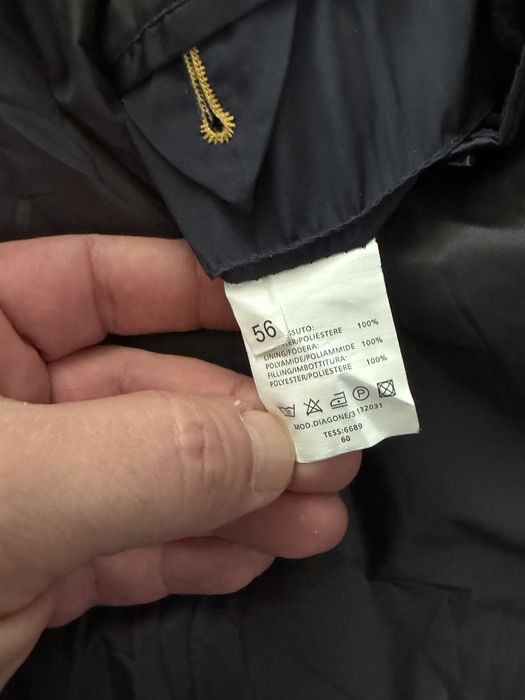 56
SSUTO:
ER/POLIESTERE 100%
LINING/FODERA:
POLYAMIDE/POLIAMMIDE 100%
FILLING/IMBOTTITURA:
POLYESTER/POLIESTERE 100%
P
MOD.DIAGONE/3132031
TESS:6689
60